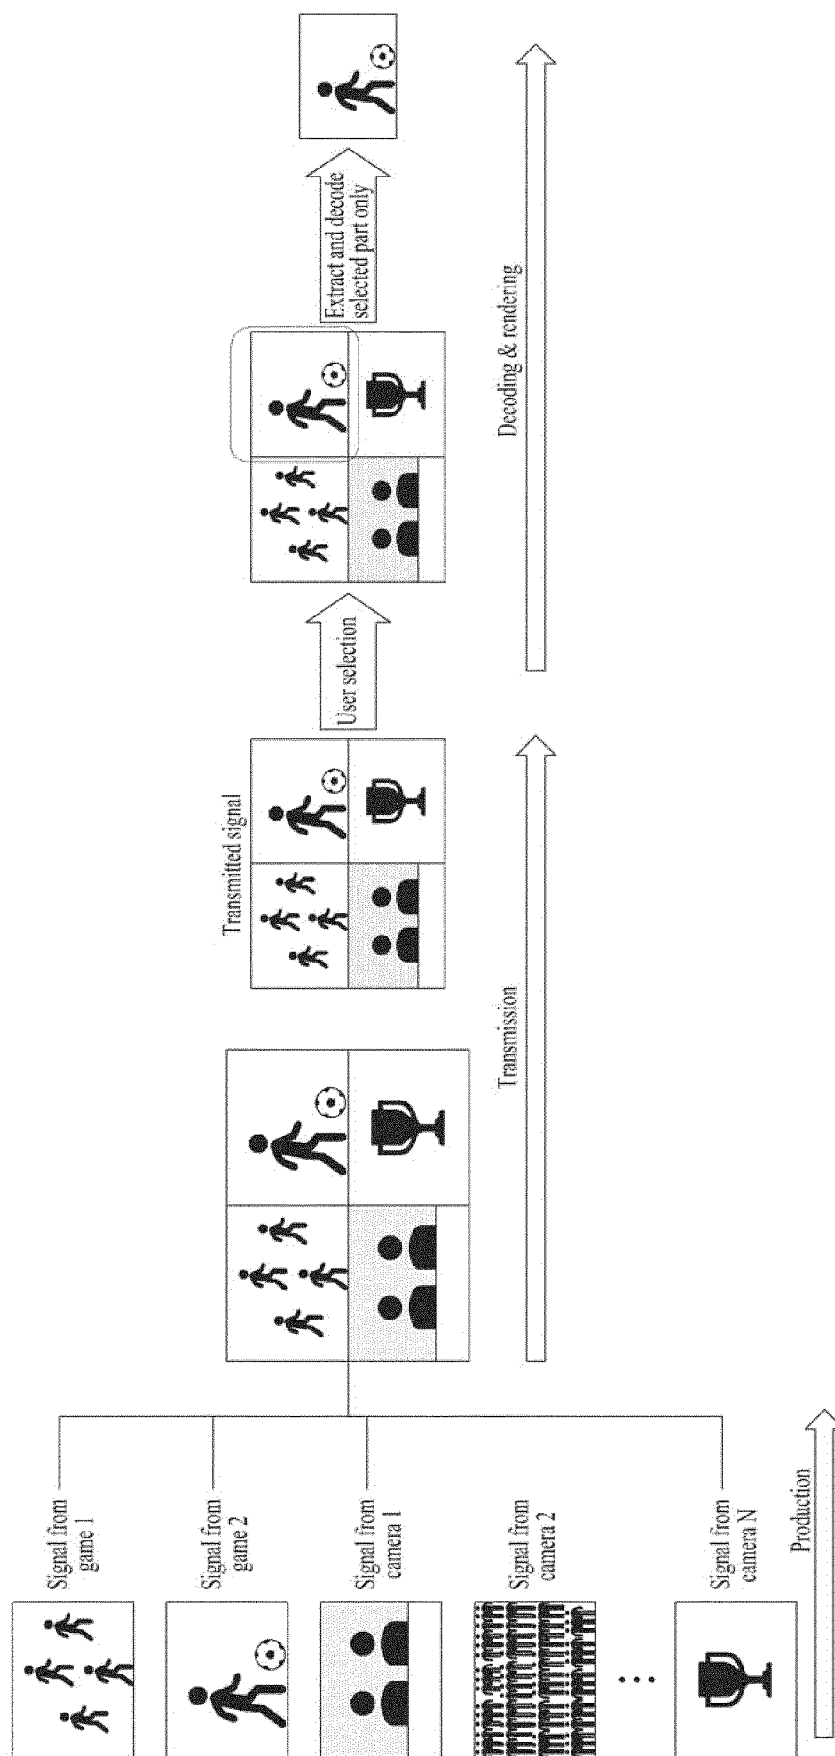 Signal from
game 1
Signal from
game 2
Signal from
camera 1
Signal from
camera 2
Signal from
camera N
Production
Transmitted signal
Transmission
User selection
Extract and decode
selected part only
Decoding & rendering